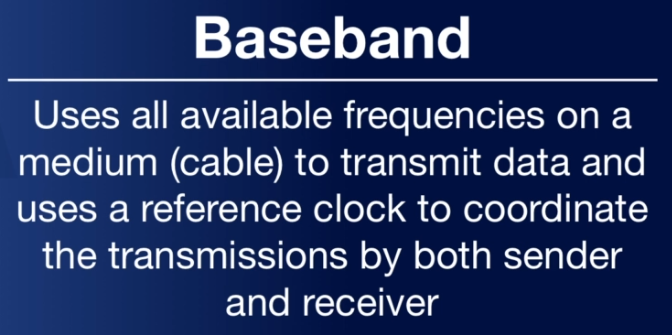 Baseband
Uses all available frequencies on a
medium (cable) to transmit data and
uses a reference clock to coordinate
the transmissions by both sender
and receiver